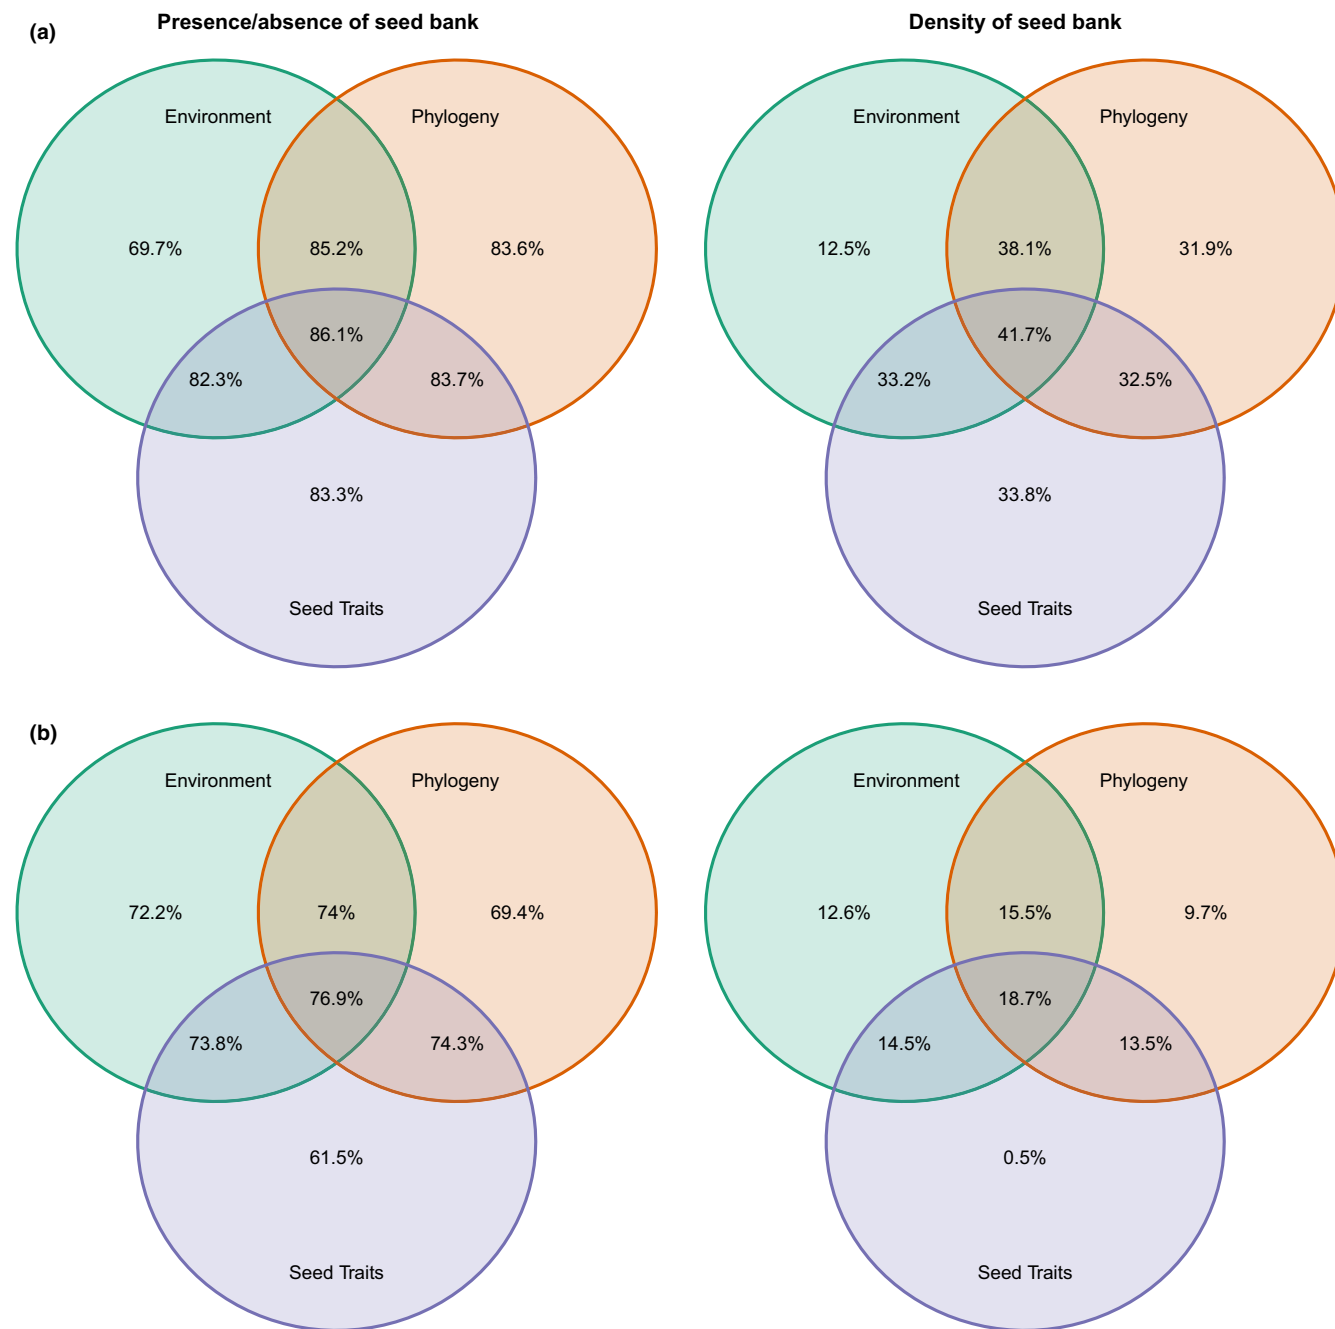 (a)
Presence/absence of seed bank
Density of seed bank
Environment
Phylogeny
69.7%
85.2%
83.6%
86.1%
82.3%
83.7%
83.3%
Seed Traits
Environment
Phylogeny
12.5%
38.1%
31.9%
41.7%
33.2%
32.5%
33.8%
Seed Traits
(b)
Environment
Phylogeny
72.2%
74%
69.4%
76.9%
73.8%
74.3%
61.5%
Seed Traits
Environment
Phylogeny
12.6%
15.5%
9.7%
18.7%
14.5%
13.5%
0.5%
Seed Traits